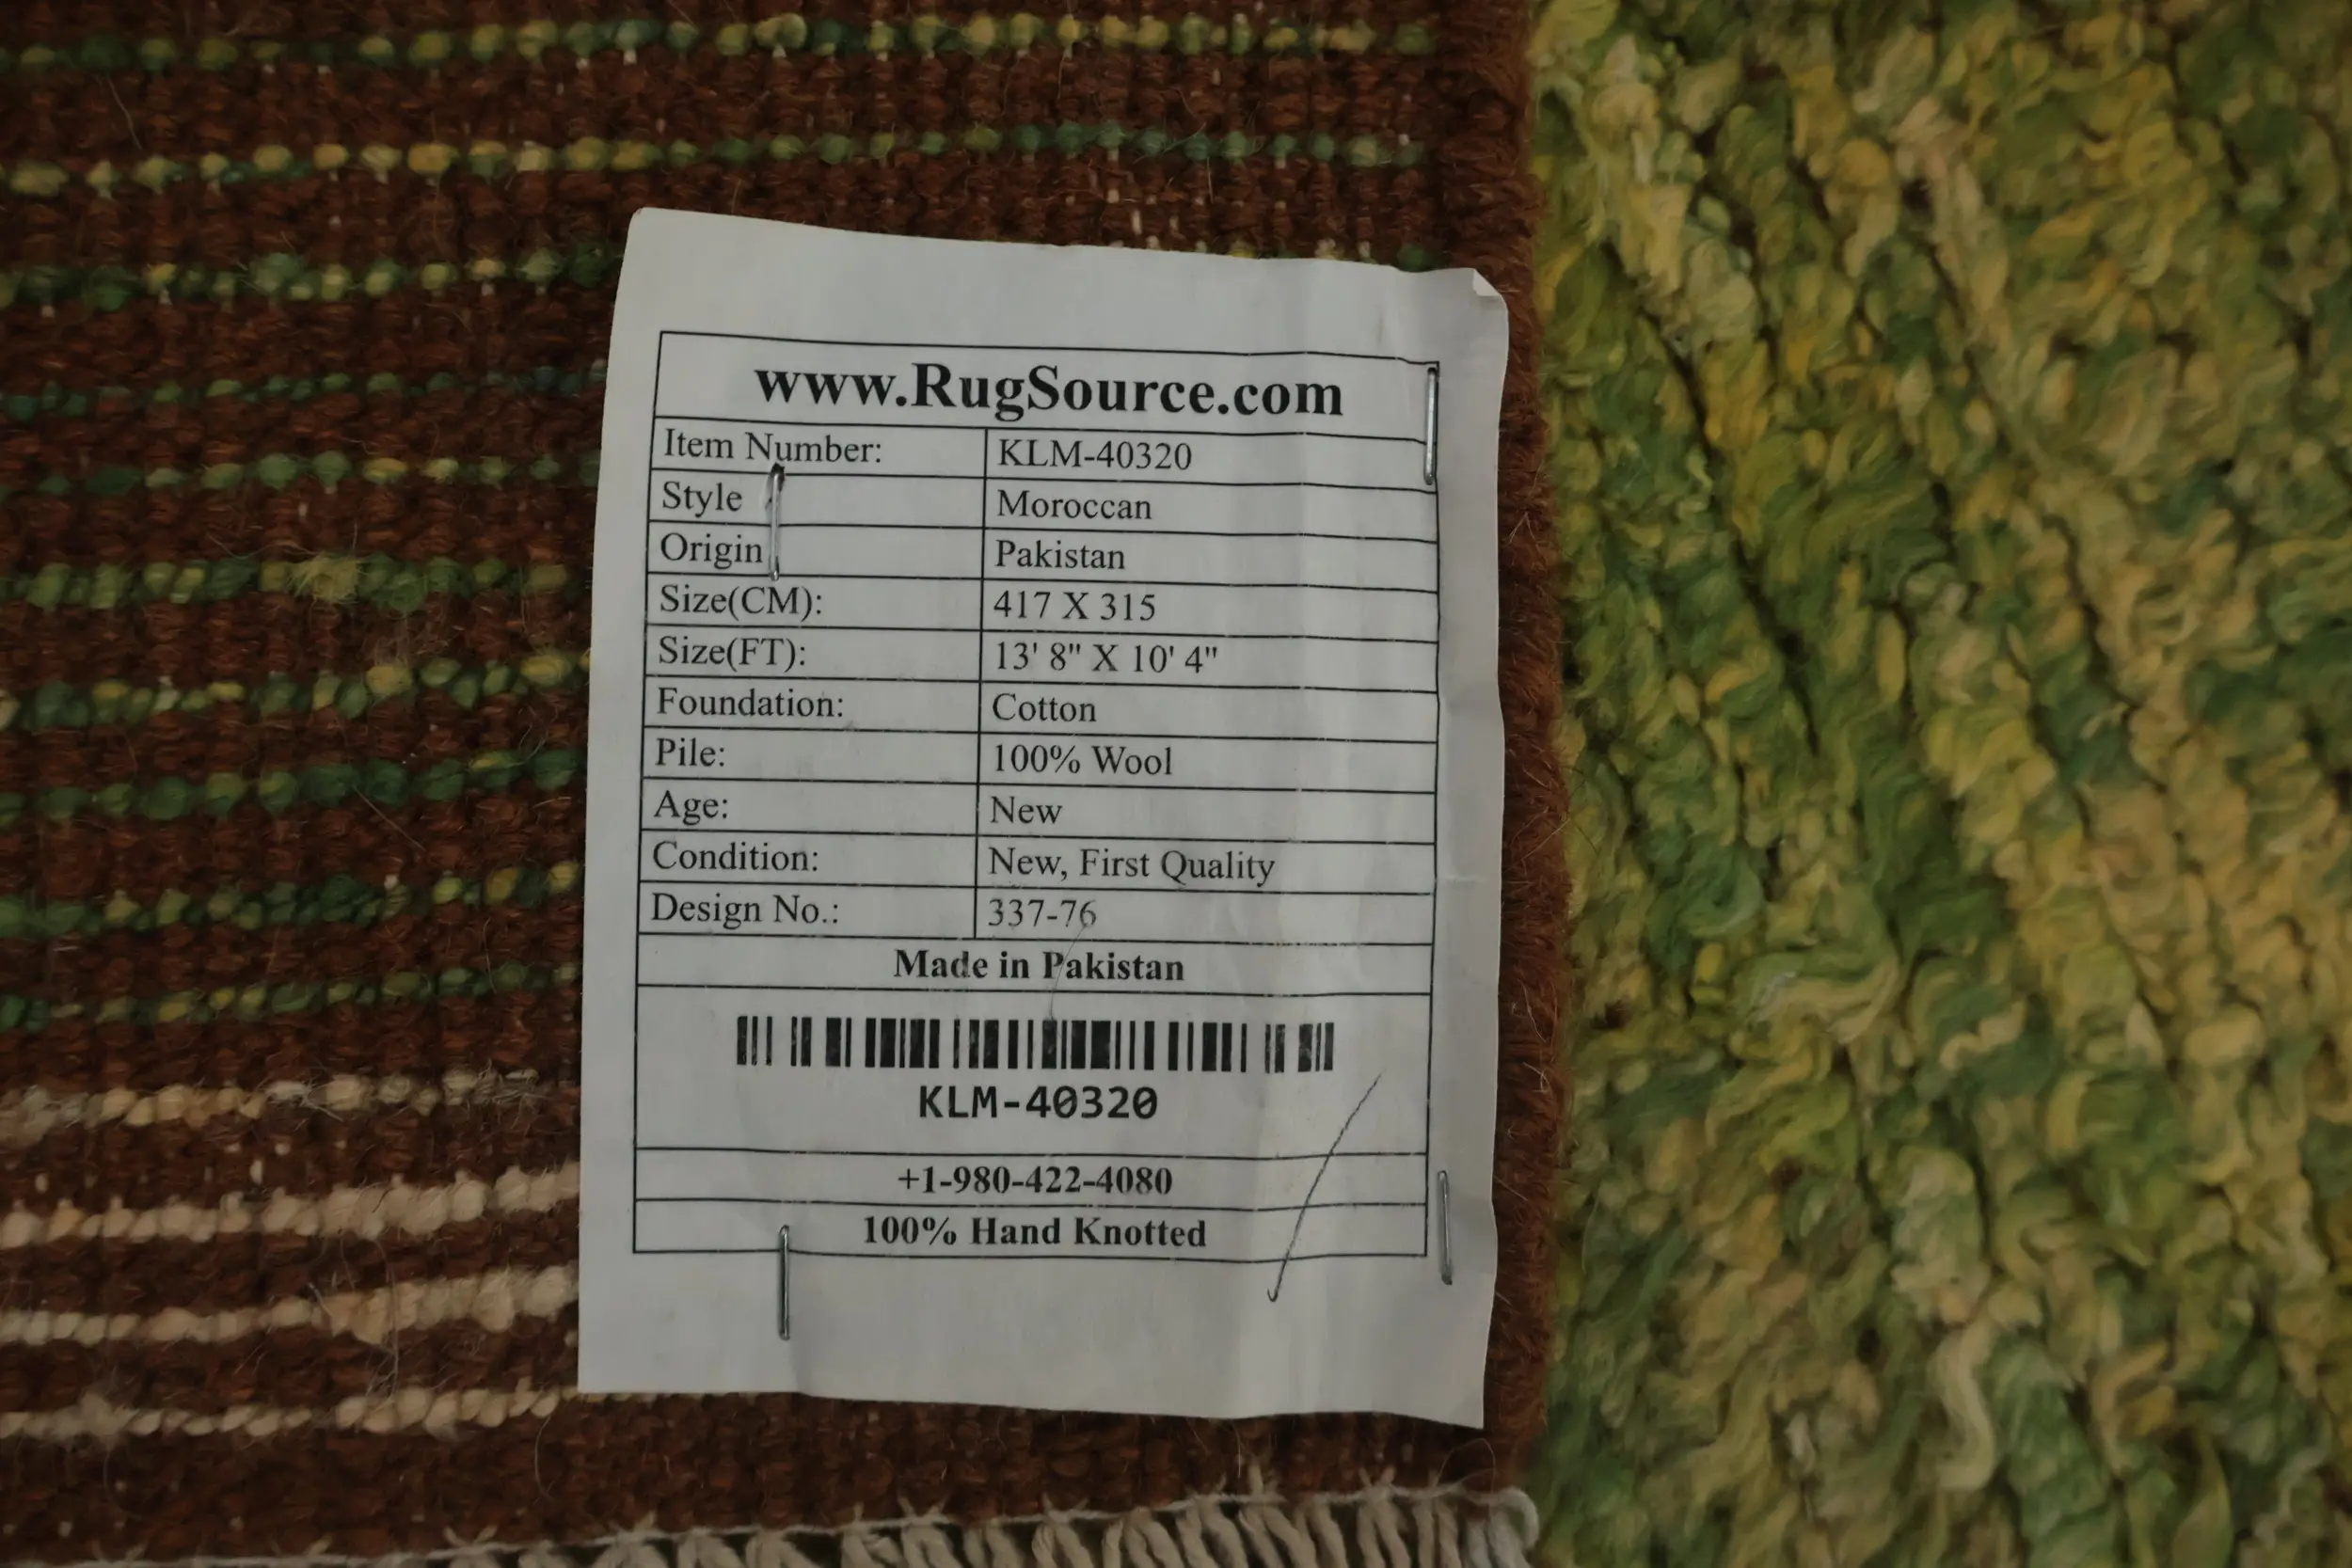 www.RugSource.com
Item Number: KLM-40320
Style Moroccan
Origin Pakistan
Size(CM): 417 X 315
Size(FT): 13' 8" X 10' 4"
Foundation: Cotton
Pile: 100% Wool
Age: New
Condition: New, First Quality
Design No.: 337-76
Made in Pakistan
KLM-40320
+1-980-422-4080
100% Hand Knotted